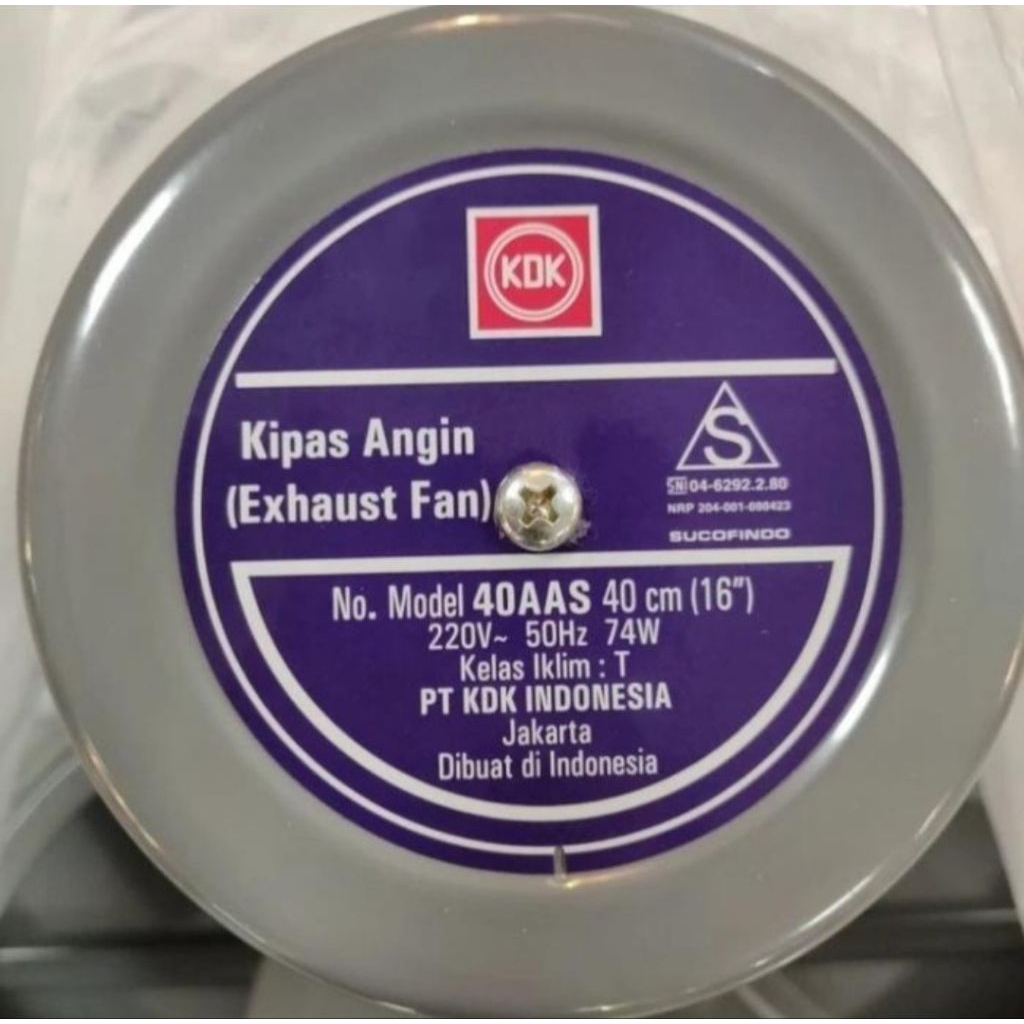 KDK
Kipas Angin
(Exhaust Fan)
S
SNI 04-6292.2.80
NRP 204-001-090423
SUCOFINDO
No. Model 40AAS 40 cm (16")
220V~ 50Hz 74W
Kelas Iklim : T
PT KDK INDONESIA
Jakarta
Dibuat di Indonesia